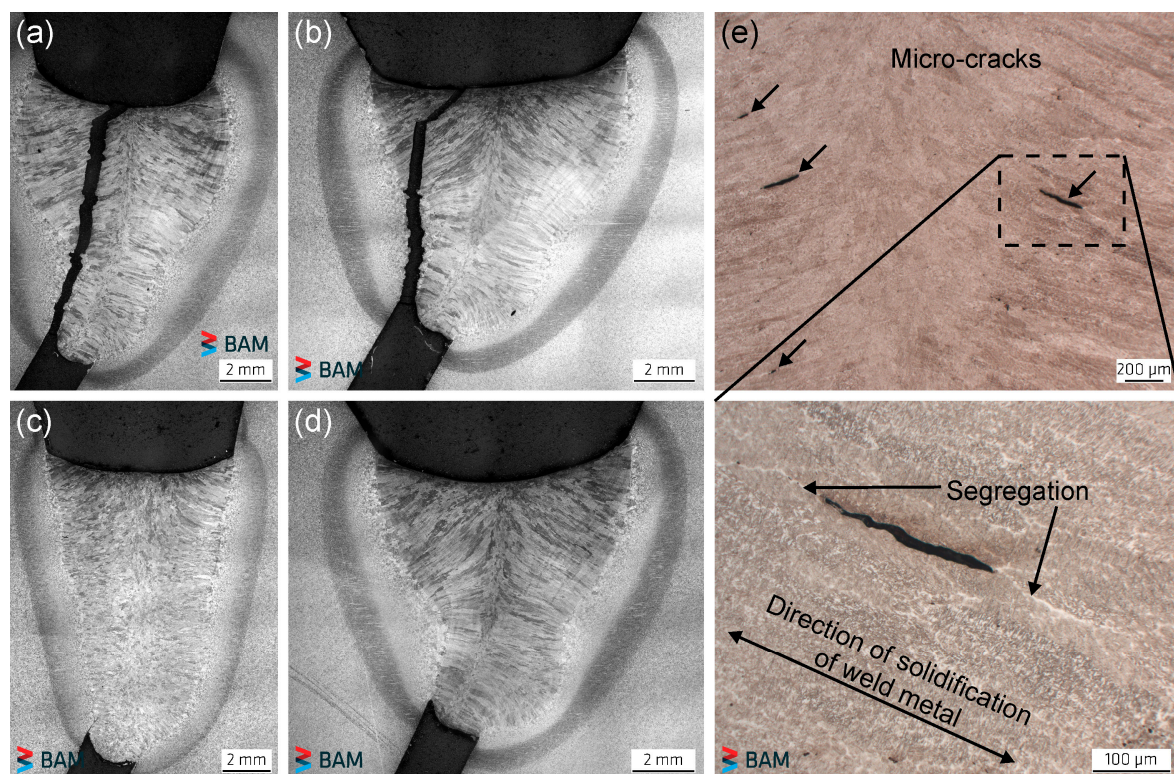 (a)
BAM
2 mm
(b)
BAM
2 mm
(c)
BAM
2 mm
(d)
BAM
2 mm
(e)
Micro-cracks
200 µm
Segregation
Direction of solidification
of weld metal
BAM
100 µm